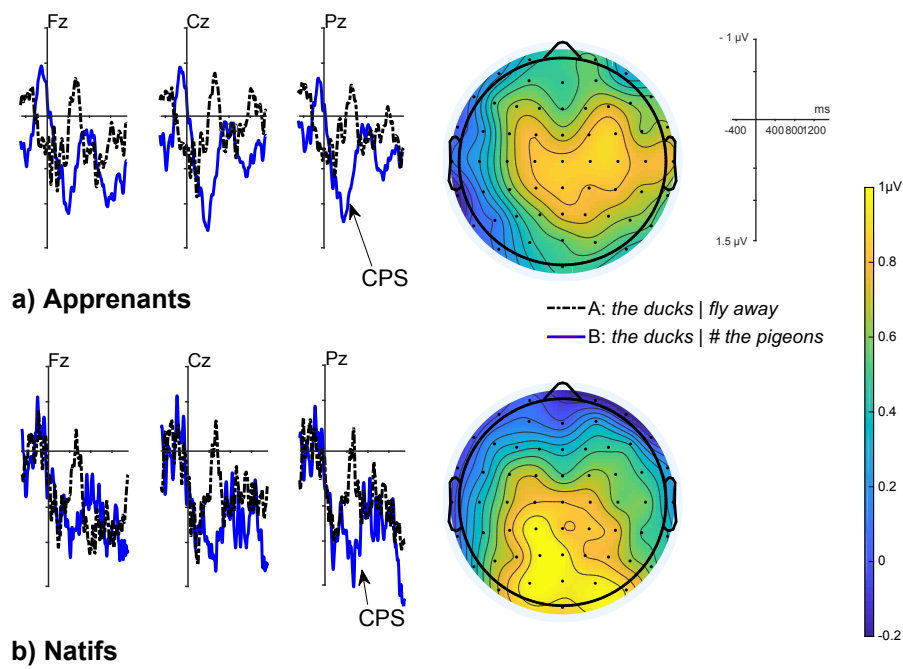 Fz
Cz
Pz
- 1 µV
ms
-400
400 800 1200
1.5 µV
CPS
a) Apprenants
A: the ducks | fly away
B: the ducks | # the pigeons
1µV
0.8
0.6
0.4
0.2
0
-0.2
Fz
Cz
Pz
CPS
b) Natifs